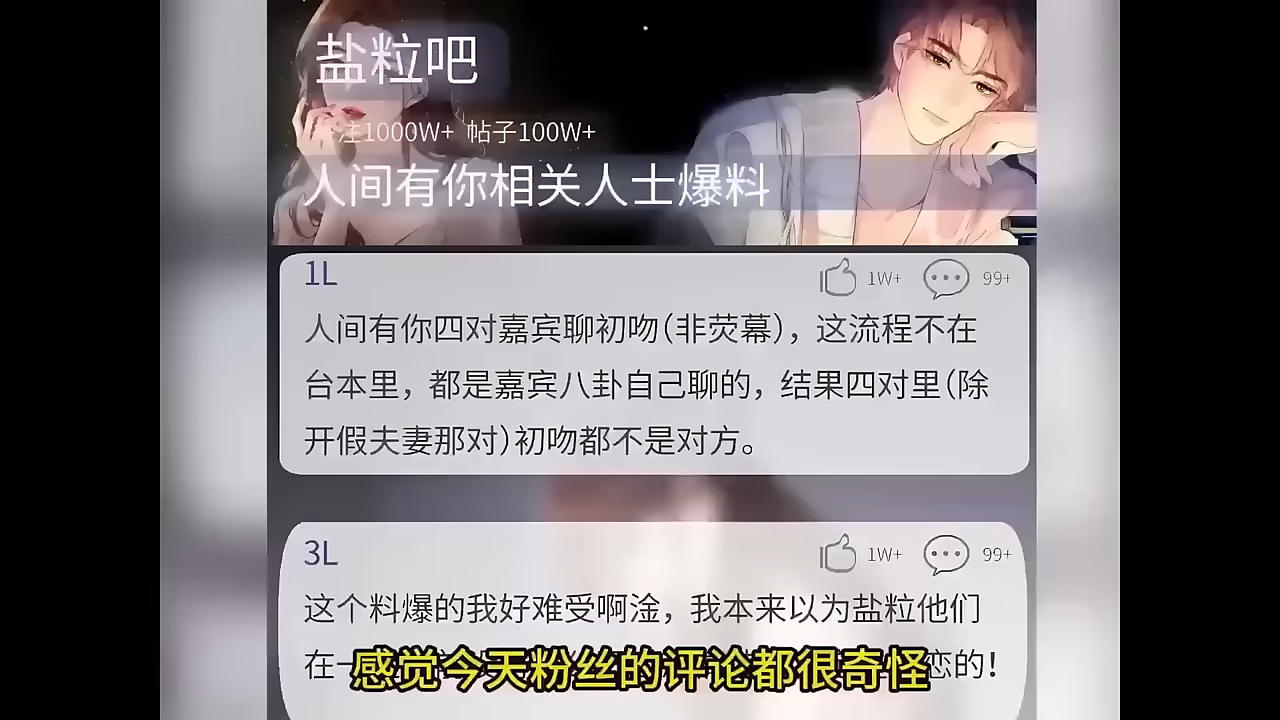 盐粒吧
注1000W+ 帖子100W+
人间有你相关人士爆料
1L
1W+
99+
人间有你四对嘉宾聊初吻(非荧幕)，这流程不在
台本里，都是嘉宾八卦自己聊的，结果四对里(除
开假夫妻那对)初吻都不是对方。
3L
1W+
99+
这个料爆的我好难受啊淦，我本来以为盐粒他们
在一
恋的！
感觉今天粉丝的评论都很奇怪